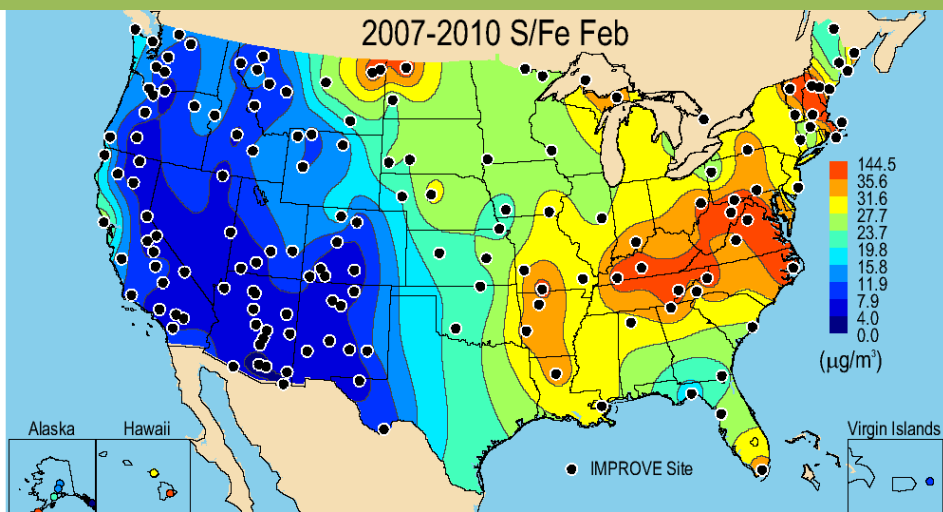 2007-2010 S/Fe Feb
144.5
35.6
31.6
27.7
23.7
19.8
15.8
11.9
7.9
4.0
0.0
(μg/m³)
Alaska
Hawaii
Virgin Islands
IMPROVE Site